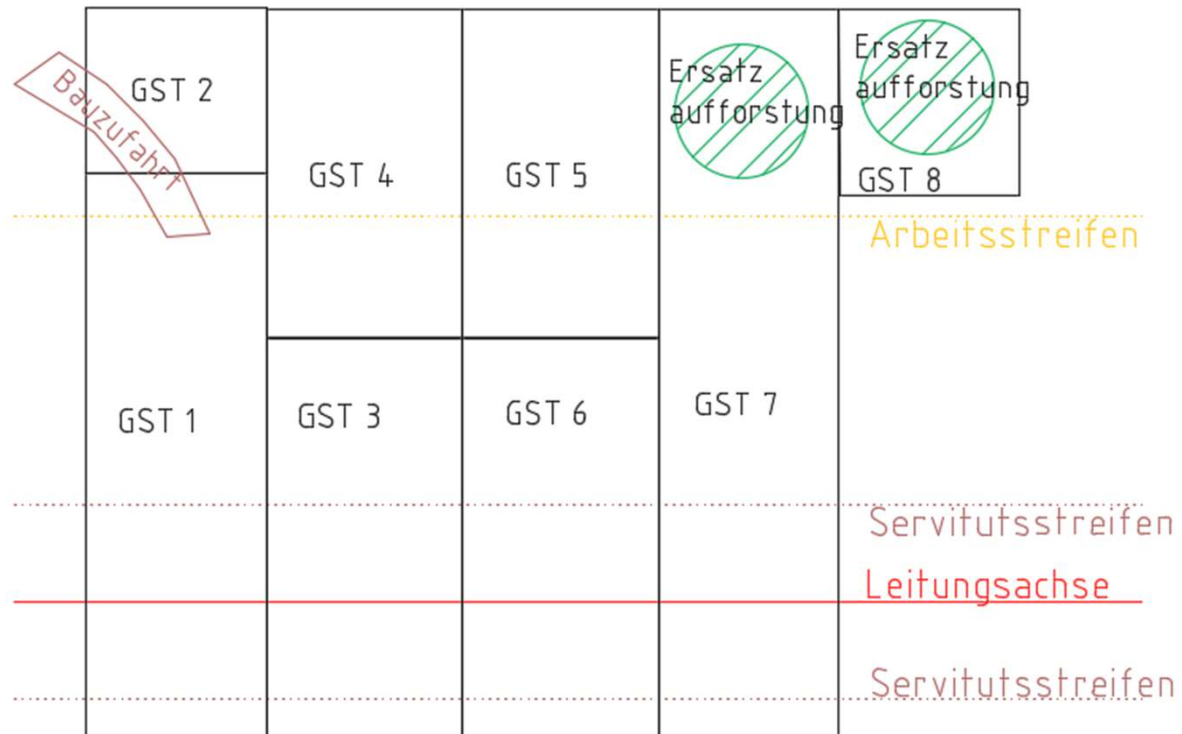 Bauzufahrt
GST 2
GST 4
GST 5
Ersatz
aufforstung
Ersatz
aufforstung
GST 8
Arbeitsstreifen
GST 1
GST 3
GST 6
GST 7
Servitutsstreifen
Leitungsachse
Servitutsstreifen